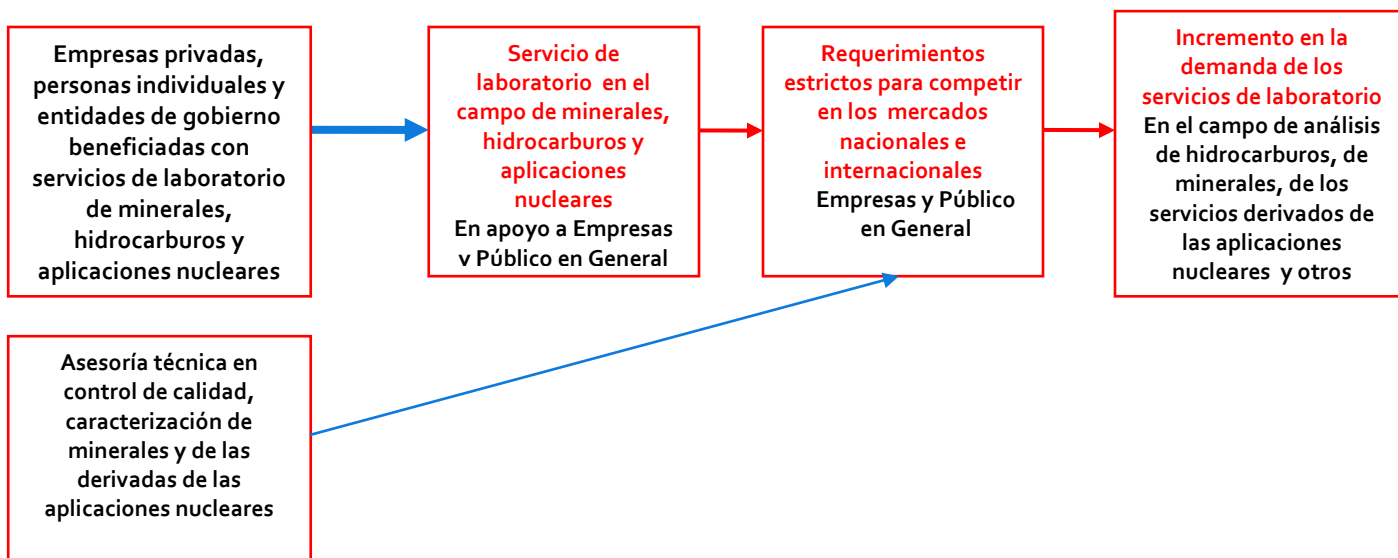 Empresas privadas,
personas individuales y
entidades de gobierno
beneficiadas con
servicios de laboratorio
de minerales,
hidrocarburos y
aplicaciones nucleares
Servicio de
laboratorio en el
campo de minerales,
hidrocarburos y
aplicaciones
nucleares
En apoyo a Empresas
y Público en General
Requerimientos
estrictos para competir
en los mercados
nacionales e
internacionales
Empresas y Público
en General
Incremento en la
demanda de los
servicios de laboratorio
En el campo de análisis
de hidrocarburos, de
minerales, de los
servicios derivados de
las aplicaciones
nucleares y otros
Asesoría técnica en
control de calidad,
caracterización de
minerales y de las
derivadas de las
aplicaciones nucleares